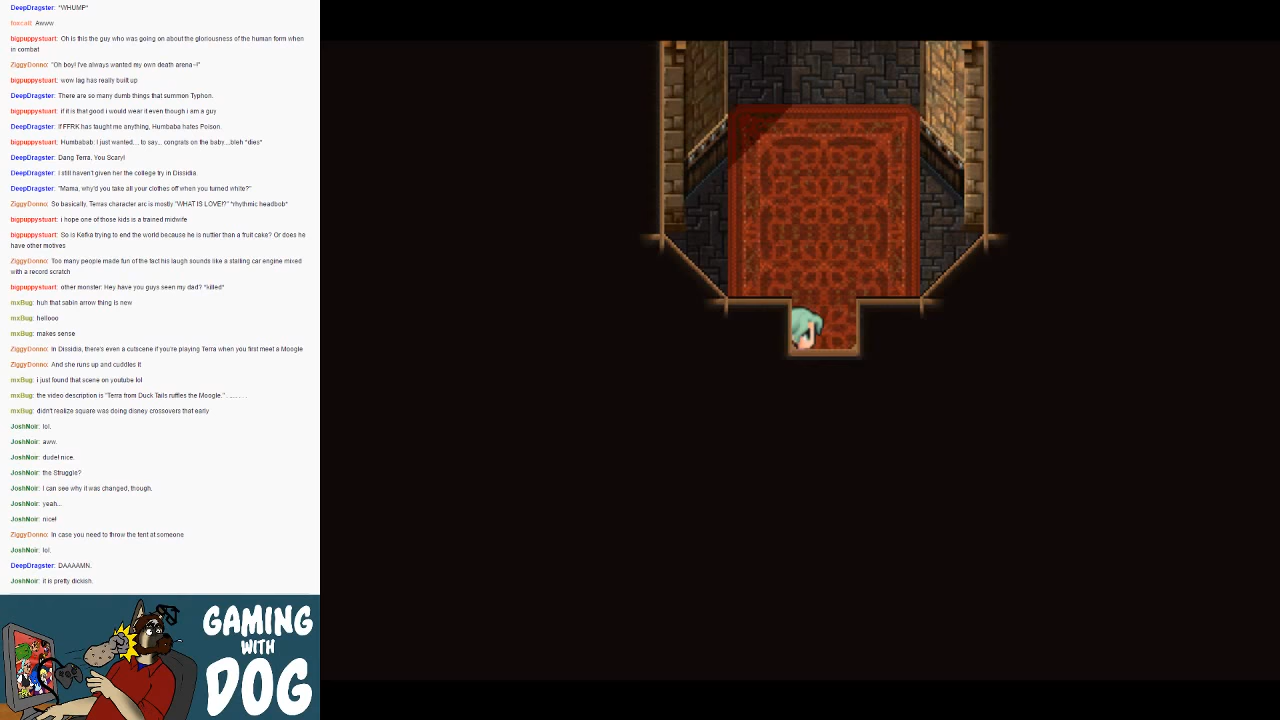 DeepDragster: *WHUMP*
foxcall: Awww
bigpuppystuart: Oh is this the guy who was going on about the gloriousness of the human form when
in combat
ZiggyDonno: "Oh boy! I've always wanted my own death arena~!"
bigpuppystuart: wow lag has really built up
DeepDragster: There are so many dumb things that summon Typhon.
bigpuppystuart: if it is that good i would wear it even though i am a guy
DeepDragster: If FFRK has taught me anything, Humbaba hates Poison.
bigpuppystuart: Humbabab: I just wanted.... to say... congrats on the baby....bleh *dies*
DeepDragster: Dang Terra. You Scary!
DeepDragster: I still haven't given her the college try in Dissidia.
DeepDragster: "Mama, why'd you take all your clothes off when you turned white?"
ZiggyDonno: So basically, Terras character arc is mostly "WHAT IS LOVE!?" *rhythmic headbob*
bigpuppystuart: i hope one of those kids is a trained midwife
bigpuppystuart: So is Kefka trying to end the world because he is nuttier than a fruit cake? Or does he
have other motives
ZiggyDonno: Too many people made fun of the fact his laugh sounds like a stalling car engine mixed
with a record scratch
bigpuppystuart: other monster: Hey have you guys seen my dad? *killed*
mxBug: huh that sabin arrow thing is new
mxBug: hellooo
mxBug: makes sense
ZiggyDonno: In Dissidia, there's even a cutscene if you're playing Terra when you first meet a Moogle
ZiggyDonno: And she runs up and cuddles it
mxBug: i just found that scene on youtube lol
mxBug: the video description is "Terra from Duck Tails ruffles the Moogle." . ... . . .
mxBug: didn't realize square was doing disney crossovers that early
JoshNoir: lol.
JoshNoir: aww.
JoshNoir: dude! nice.
JoshNoir: the Struggle?
JoshNoir: I can see why it was changed, though.
JoshNoir: yeah...
JoshNoir: nice!
ZiggyDonno: In case you need to throw the tent at someone
JoshNoir: lol.
DeepDragster: DAAAAMN.
JoshNoir: it is pretty dickish.
GAMING
WITH
DOG